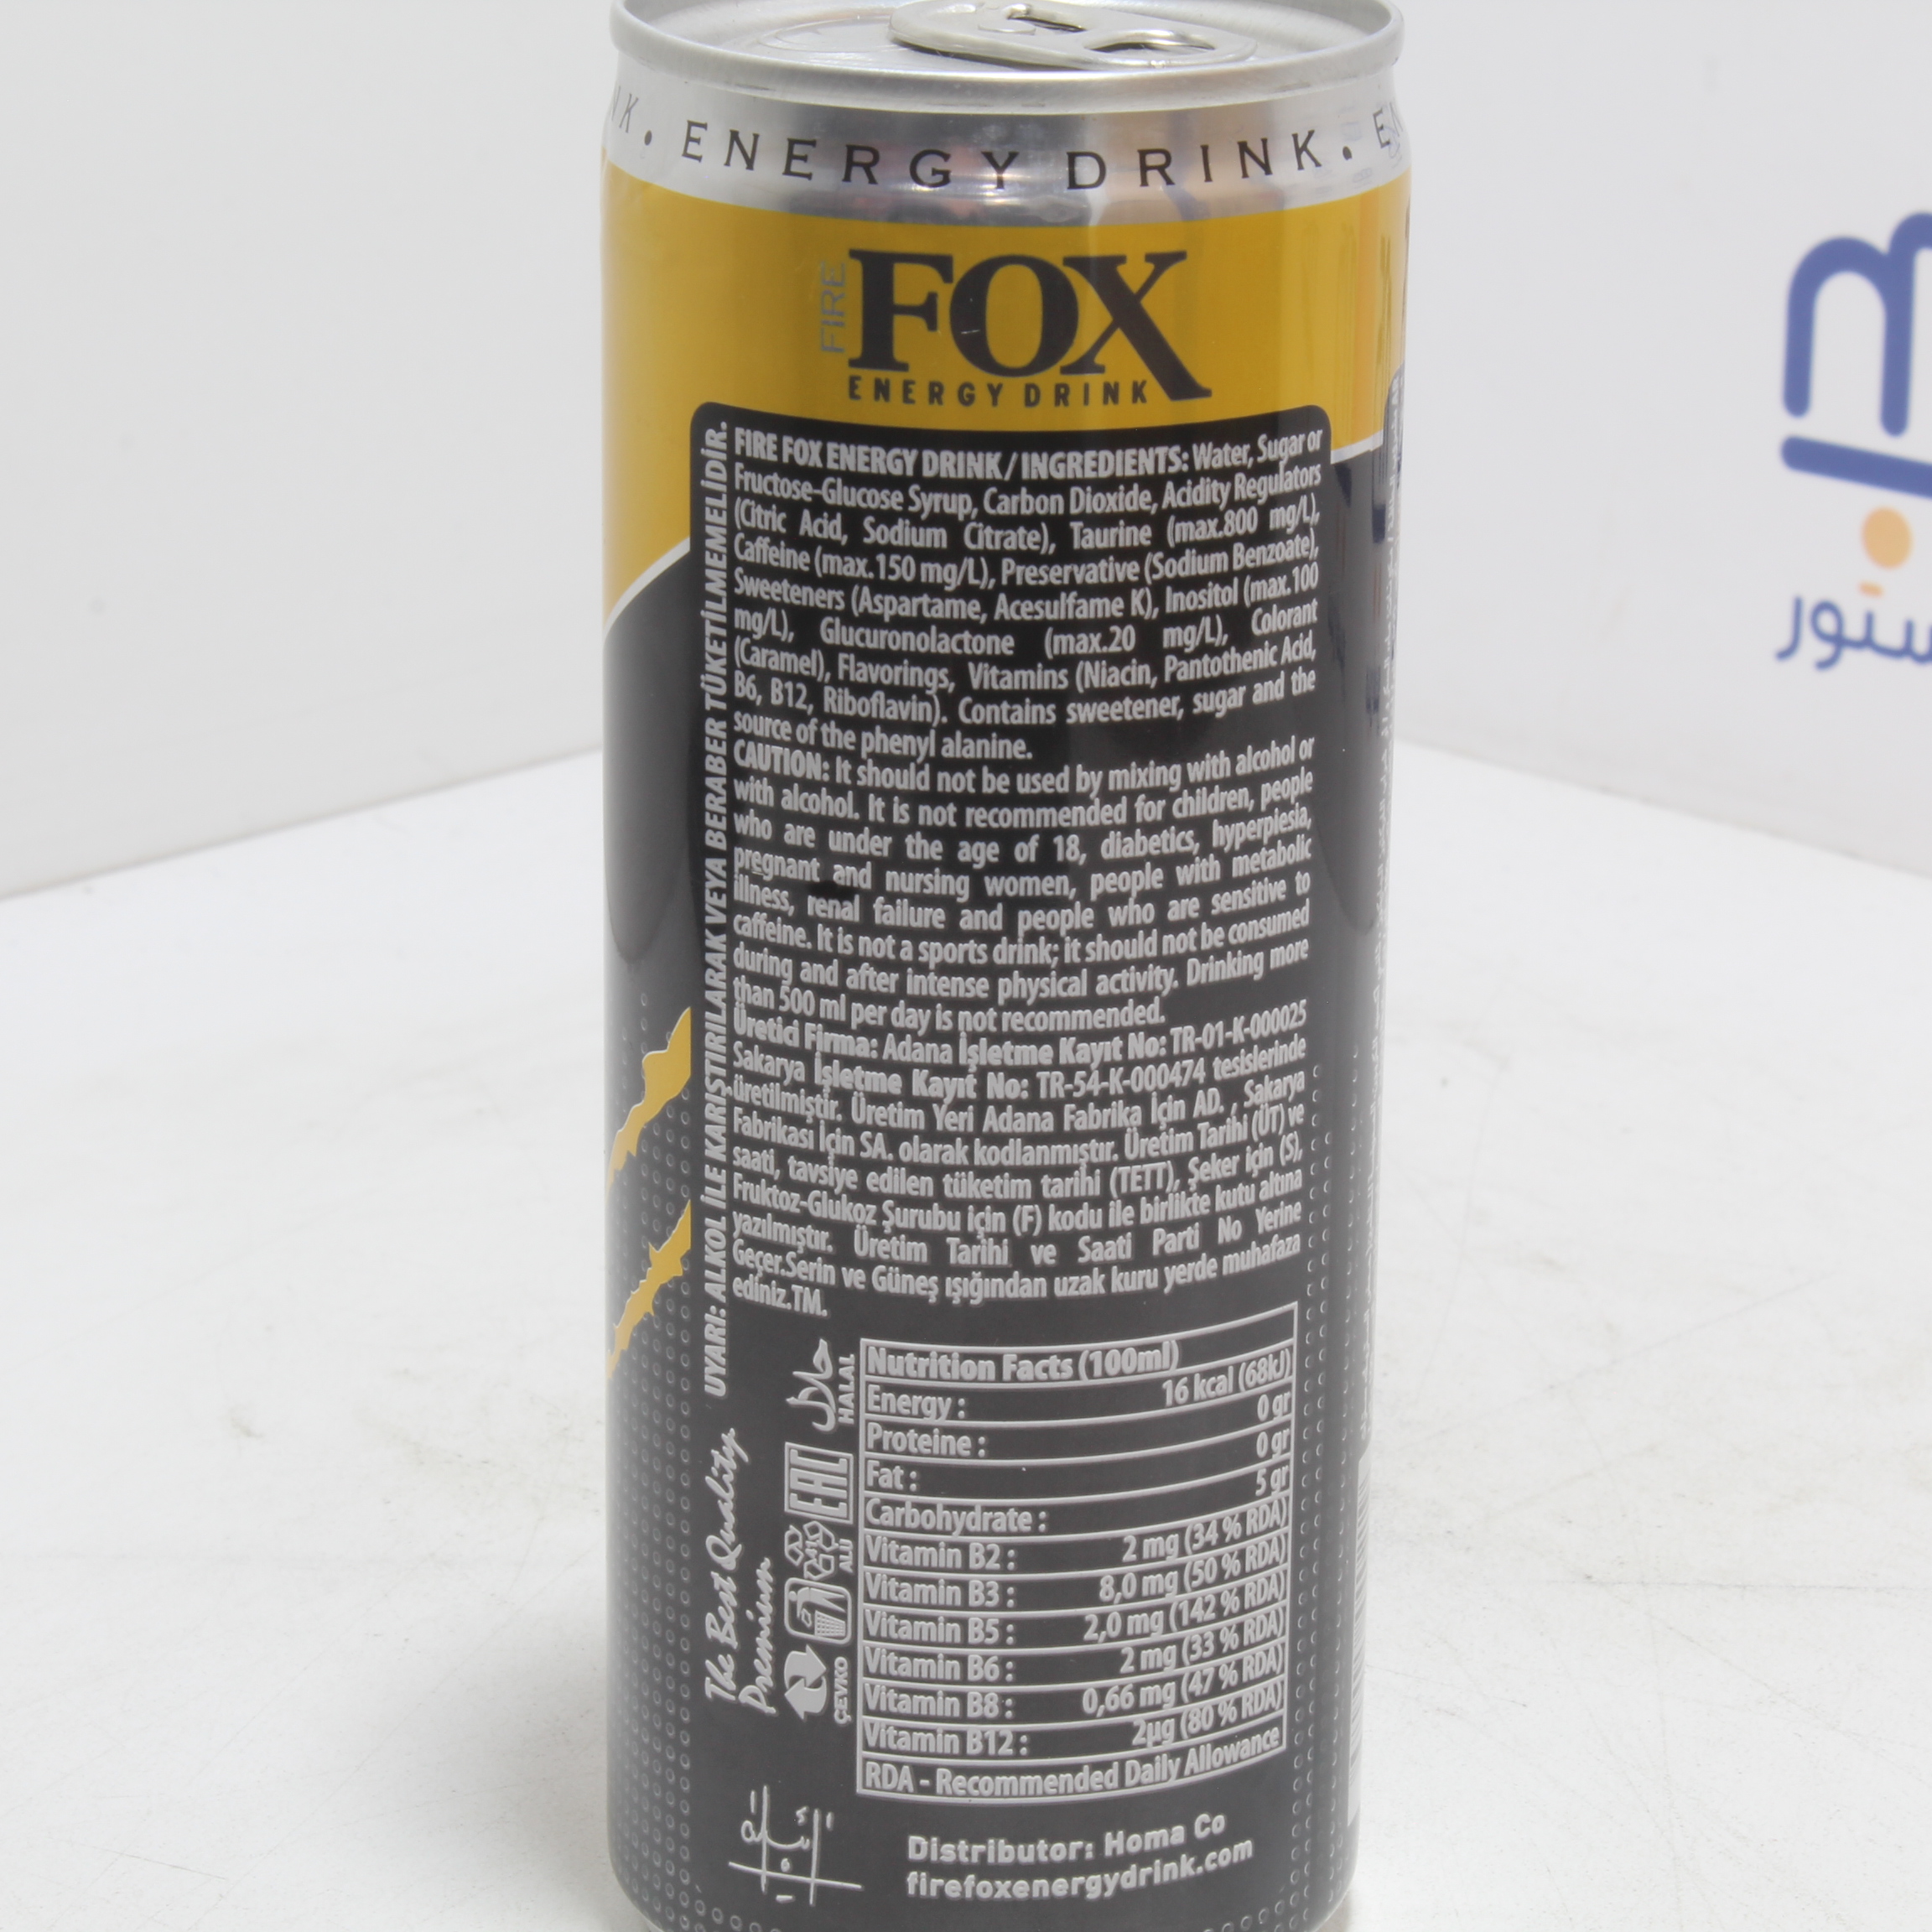 NK. ENERGY DRINK. EN
FIRE
FOX
ENERGY DRINK
UYARI: ALKOL İLE KARIŞTIRILARAK VEYA BERABER TÜKETİLMEMELİDİR.
FIRE FOX ENERGY DRINK / INGREDIENTS: Water, Sugar or
Fructose-Glucose Syrup, Carbon Dioxide, Acidity Regulators
(Citric Acid, Sodium Citrate), Taurine (max.800 mg/L),
Caffeine (max.150 mg/L), Preservative (Sodium Benzoate),
Sweeteners (Aspartame, Acesulfame K), Inositol (max.100
mg/L), Glucuronolactone (max.20 mg/L), Colorant
(Caramel), Flavorings, Vitamins (Niacin, Pantothenic Acid,
B6, B12, Riboflavin). Contains sweetener, sugar and the
source of the phenyl alanine.
CAUTION: It should not be used by mixing with alcohol or
with alcohol. It is not recommended for children, people
who are under the age of 18, diabetics, hyperpiesia,
pregnant and nursing women, people with metabolic
illness, renal failure and people who are sensitive to
caffeine. It is not a sports drink; it should not be consumed
during and after intense physical activity. Drinking more
than 500 ml per day is not recommended.
Üretici Firma: Adana İşletme Kayıt No: TR-01-K-000025
Sakarya İşletme Kayıt No: TR-54-K-000474 tesislerinde
üretilmiştir. Üretim Yeri Adana Fabrika İçin AD. , Sakarya
Fabrikası İçin SA. olarak kodlanmıştır. Üretim Tarihi (ÜT) ve
saati, tavsiye edilen tüketim tarihi (TETT), Şeker için (S),
Fruktoz-Glukoz Şurubu için (F) kodu ile birlikte kutu altına
yazılmıştır. Üretim Tarihi ve Saati Parti No Yerine
Geçer.Serin ve Güneş ışığından uzak kuru yerde muhafaza
ediniz.TM.
The Best Quality
Premium
حلال
HALAL
EAC
ALU
ÇEVKO
Nutrition Facts (100ml)
Energy : 16 kcal (68kJ)
Proteine : 0 gr
Fat : 0 gr
Carbohydrate : 5 gr
Vitamin B2 : 2 mg (34 % RDA)
Vitamin B3 : 8,0 mg (50 % RDA)
Vitamin B5 : 2,0 mg (142 % RDA)
Vitamin B6 : 2 mg (33 % RDA)
Vitamin B8 : 0,66 mg (47 % RDA)
Vitamin B12 : 2µg (80 % RDA)
RDA - Recommended Daily Allowance
Distributor: Homa Co
firefoxenergydrink.com
ستور